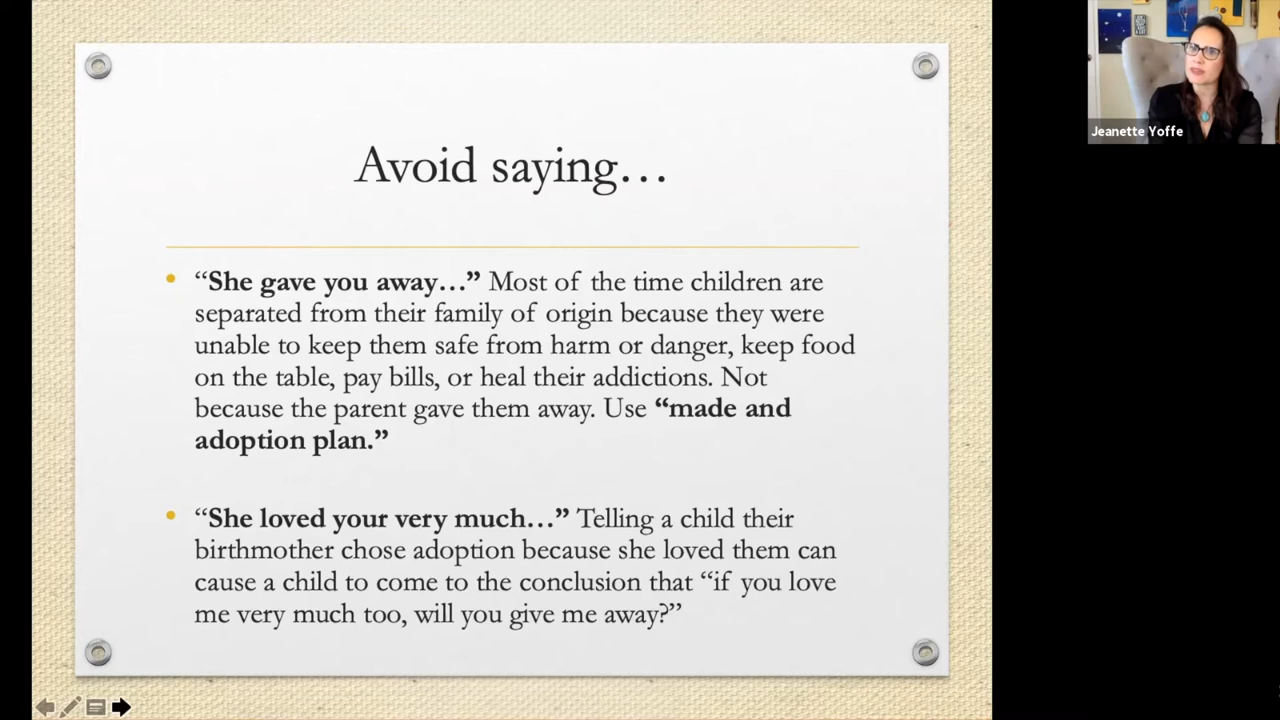 Avoid saying…
“She gave you away…” Most of the time children are
separated from their family of origin because they were
unable to keep them safe from harm or danger, keep food
on the table, pay bills, or heal their addictions. Not
because the parent gave them away. Use “made and
adoption plan.”
“She loved your very much…” Telling a child their
birthmother chose adoption because she loved them can
cause a child to come to the conclusion that “if you love
me very much too, will you give me away?”
Jeanette Yoffe